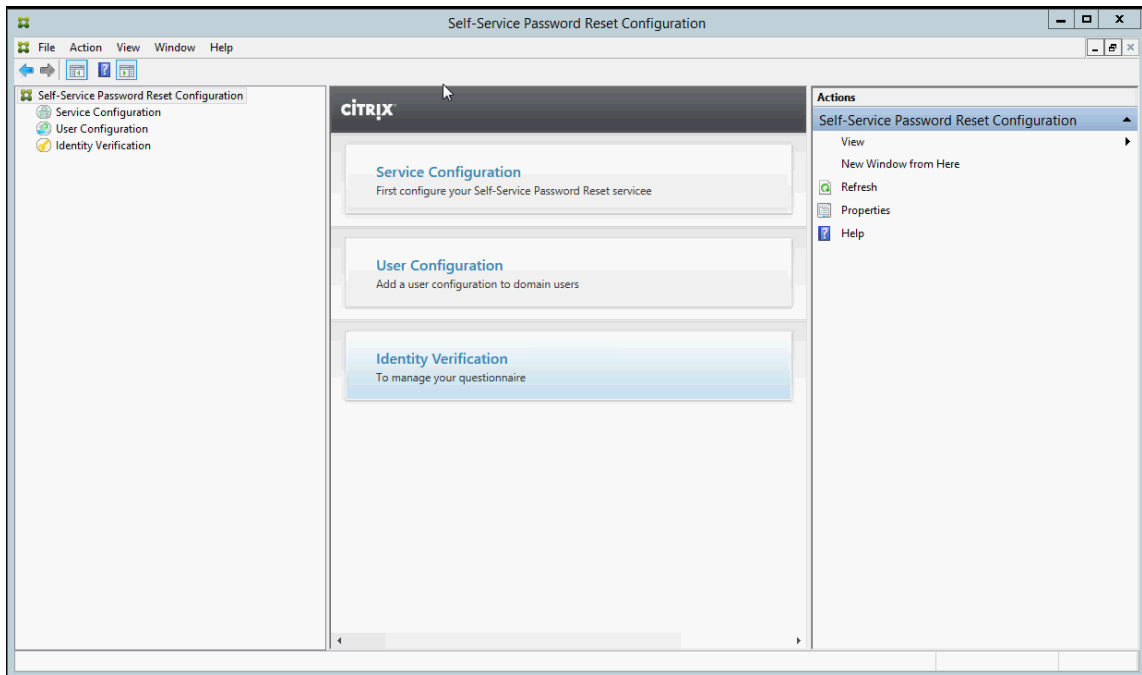 Self-Service Password Reset Configuration
File Action View Window Help
Self-Service Password Reset Configuration
Service Configuration
User Configuration
Identity Verification
CITRIX
Service Configuration
First configure your Self-Service Password Reset servicee
User Configuration
Add a user configuration to domain users
Identity Verification
To manage your questionnaire
Actions
Self-Service Password Reset Configuration
View
New Window from Here
Refresh
Properties
Help